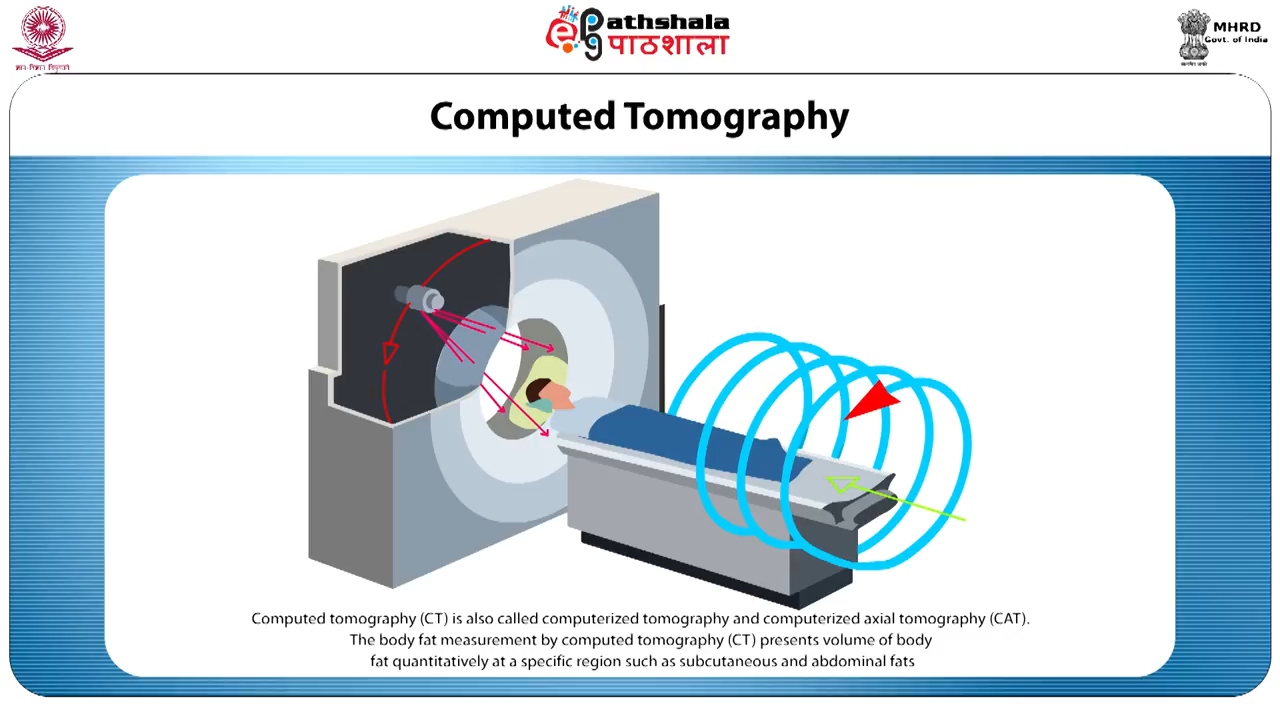 ePathshala
पाठशाला
MHRD
Govt. of India
Computed Tomography
Computed tomography (CT) is also called computerized tomography and computerized axial tomography (CAT).
The body fat measurement by computed tomography (CT) presents volume of body
fat quantitatively at a specific region such as subcutaneous and abdominal fats